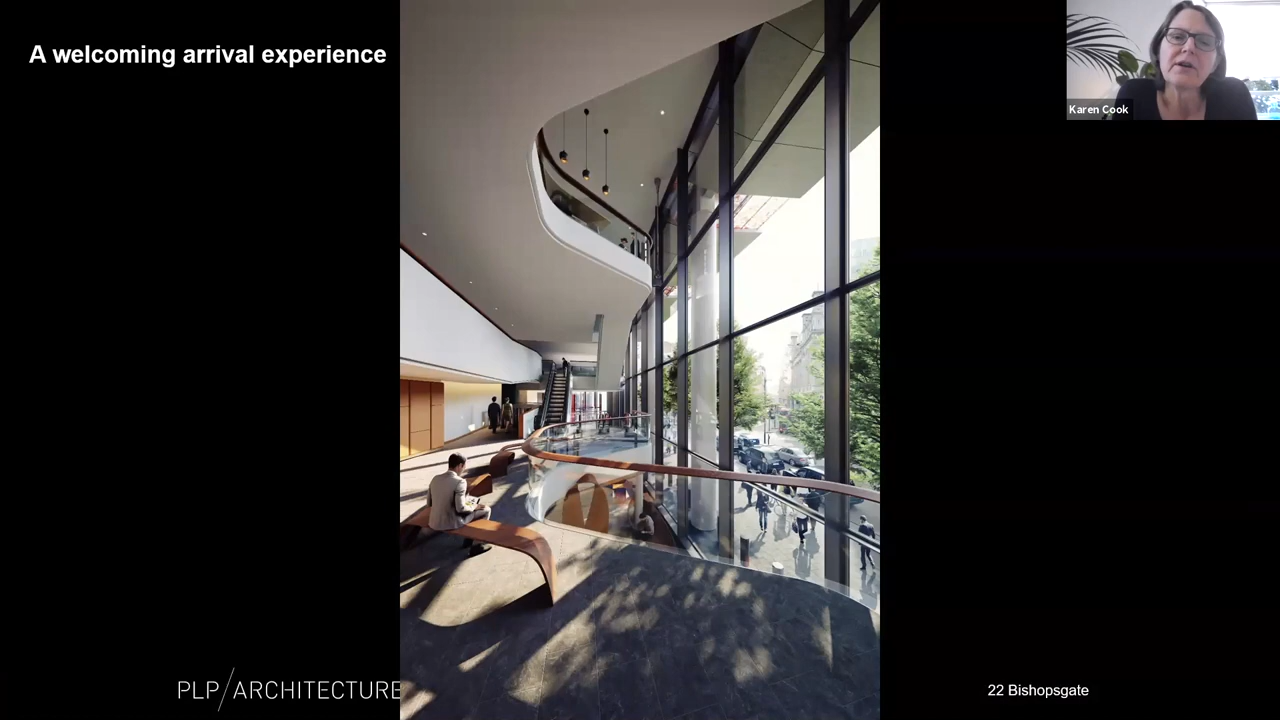 A welcoming arrival experience
Karen Cook
PLP/ARCHITECTURE
22 Bishopsgate